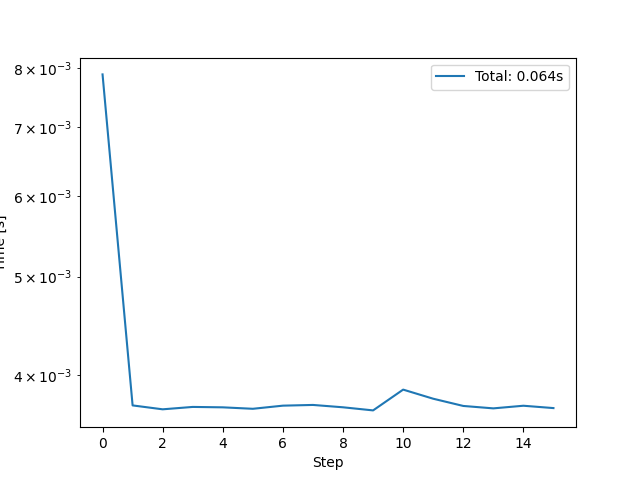 Total: 0.064s
8 × 10⁻³
7 × 10⁻³
6 × 10⁻³
5 × 10⁻³
4 × 10⁻³
[s]
0 2 4 6 8 10 12 14
Step